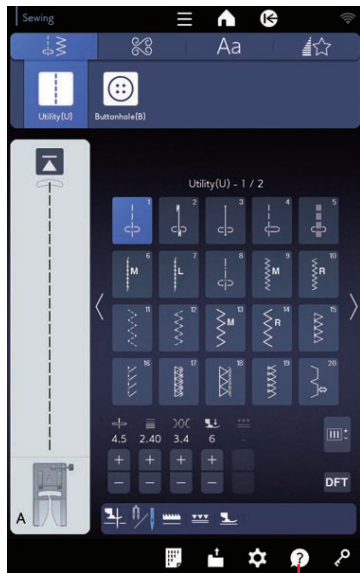 Sewing
Aa
Utility(U) Buttonhole(B)
Utility(U) - 1 / 2
1 2 3 4 5
6 M 7 L 8 9 M 10 R
11 12 13 M 14 R 15
16 17 18 19 20
4.5 2.40 3.4 6 -
+ + + +
- - - -
DFT
A
?